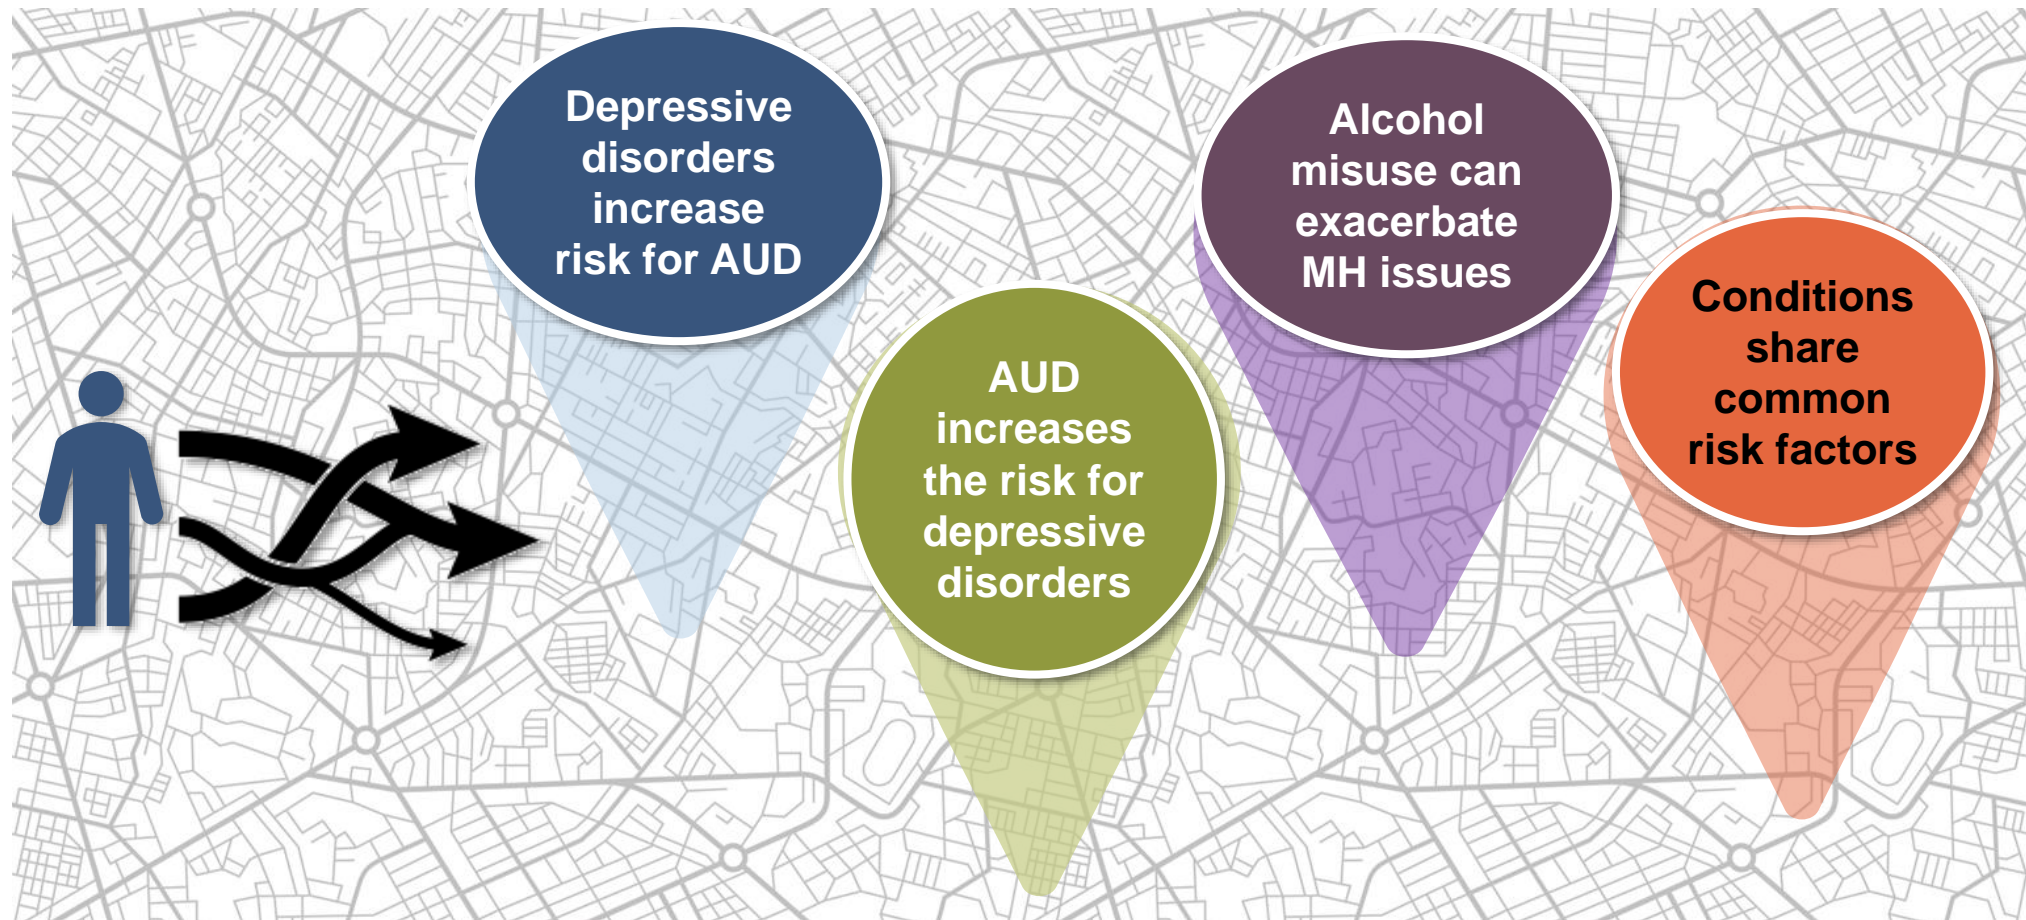 Depressive
disorders
increase
risk for AUD
AUD
increases
the risk for
depressive
disorders
Alcohol
misuse can
exacerbate
MH issues
Conditions
share
common
risk factors